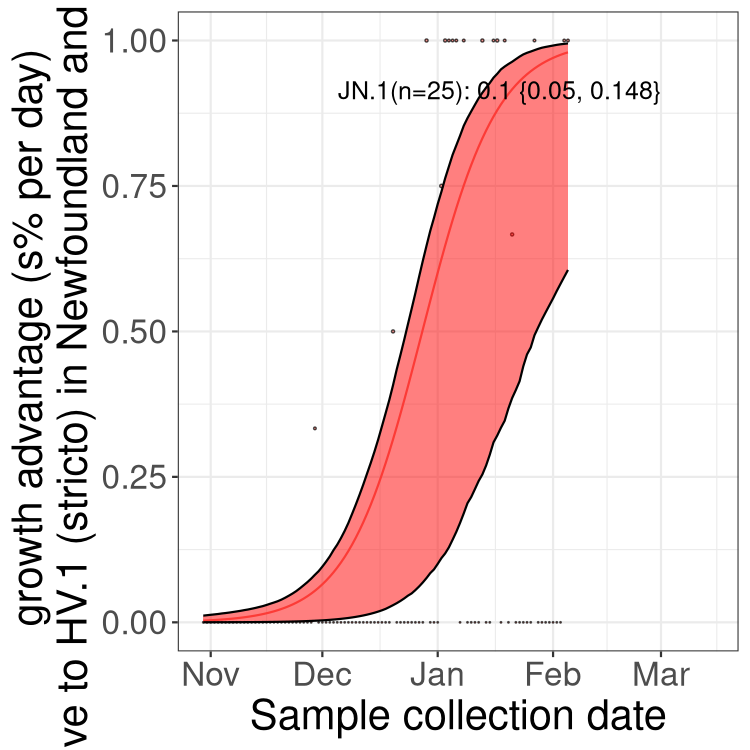 growth advantage (s% per day)
ve to HV.1 (stricto) in Newfoundland and
1.00
0.75
0.50
0.25
0.00
JN.1(n=25): 0.1 {0.05, 0.148}
Nov Dec Jan Feb Mar
Sample collection date